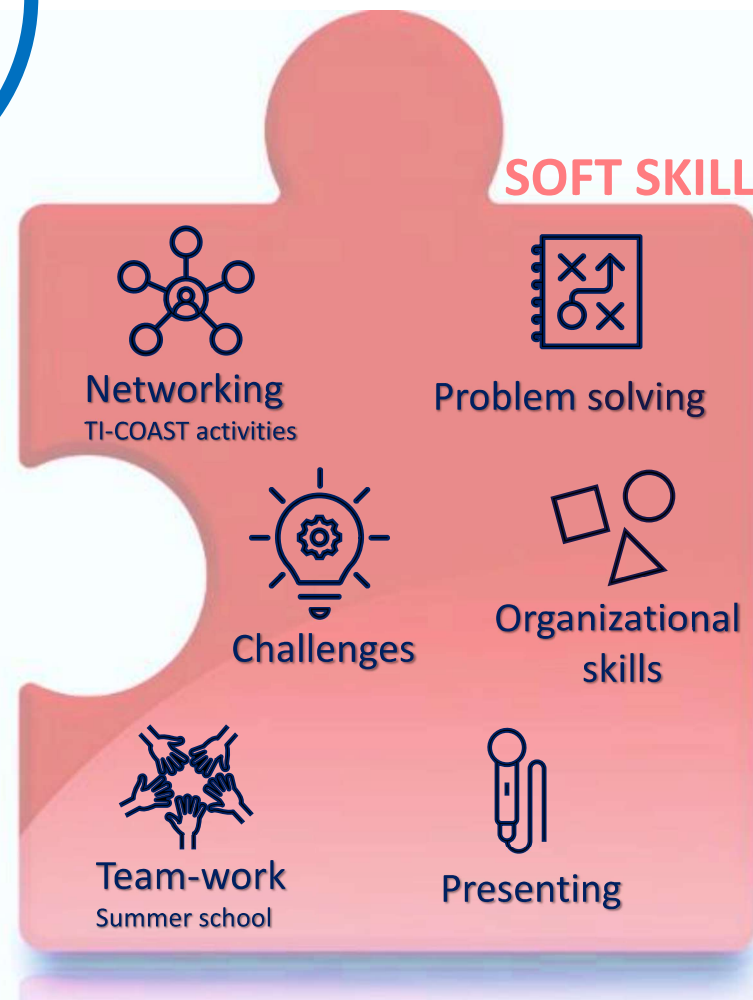 SOFT SKILL
Networking
TI-COAST activities
Problem solving
Challenges
Organizational
skills
Team-work
Summer school
Presenting